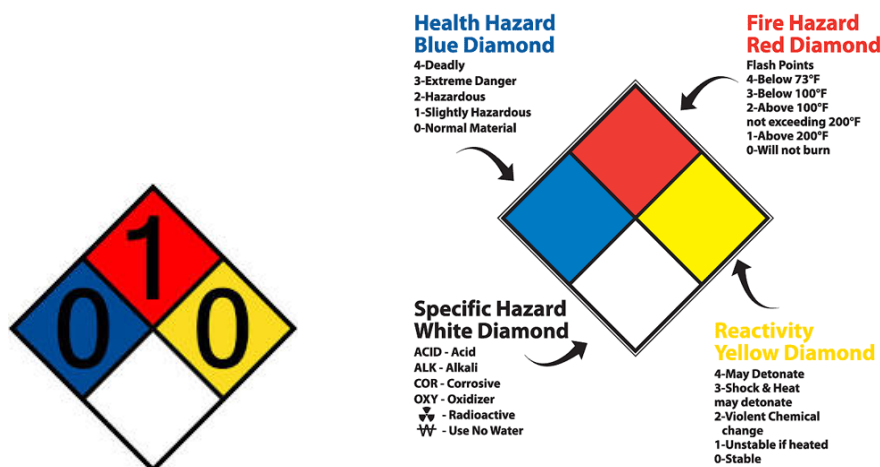 Health Hazard
Blue Diamond
4-Deadly
3-Extreme Danger
2-Hazardous
1-Slightly Hazardous
0-Normal Material
Fire Hazard
Red Diamond
Flash Points
4-Below 73°F
3-Below 100°F
2-Above 100°F
not exceeding 200°F
1-Above 200°F
0-Will not burn
1
0 0
Specific Hazard
White Diamond
ACID - Acid
ALK - Alkali
COR - Corrosive
OXY - Oxidizer
☢ - Radioactive
W̶ - Use No Water
Reactivity
Yellow Diamond
4-May Detonate
3-Shock & Heat
may detonate
2-Violent Chemical
change
1-Unstable if heated
0-Stable